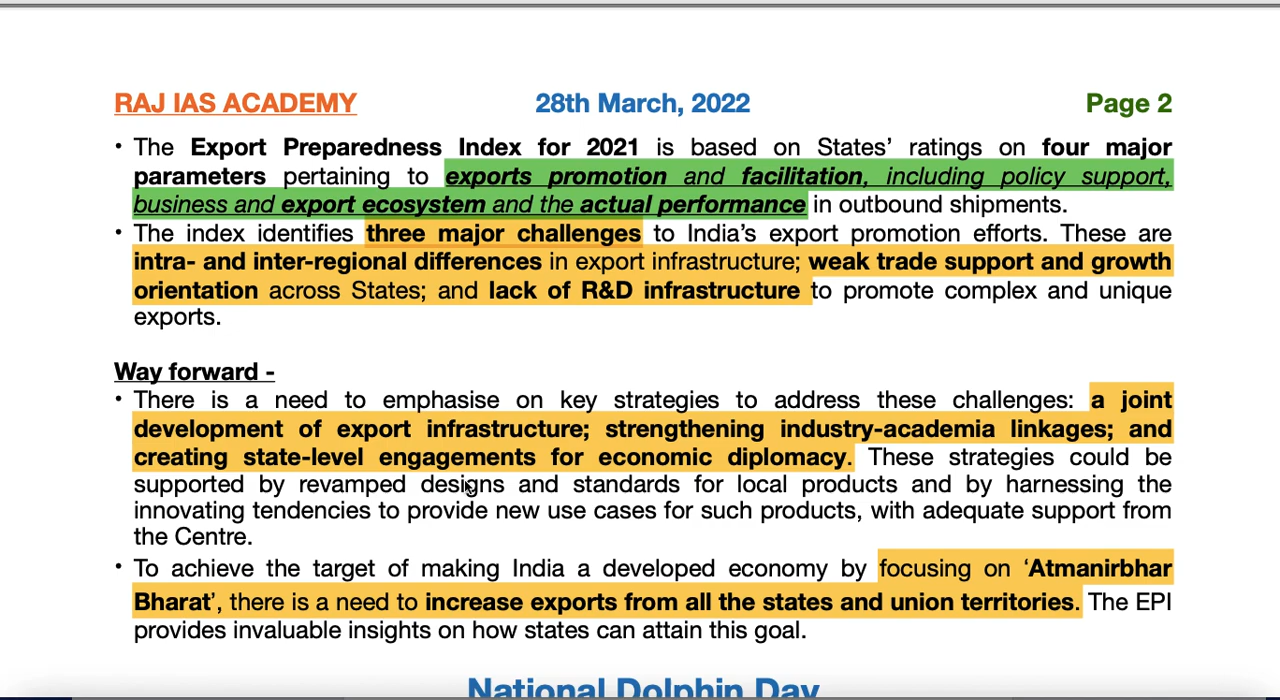 RAJ IAS ACADEMY 28th March, 2022 Page 2
• The Export Preparedness Index for 2021 is based on States’ ratings on four major
parameters pertaining to exports promotion and facilitation, including policy support,
business and export ecosystem and the actual performance in outbound shipments.
• The index identifies three major challenges to India’s export promotion efforts. These are
intra- and inter-regional differences in export infrastructure; weak trade support and growth
orientation across States; and lack of R&D infrastructure to promote complex and unique
exports.
Way forward -
• There is a need to emphasise on key strategies to address these challenges: a joint
development of export infrastructure; strengthening industry-academia linkages; and
creating state-level engagements for economic diplomacy. These strategies could be
supported by revamped designs and standards for local products and by harnessing the
innovating tendencies to provide new use cases for such products, with adequate support from
the Centre.
• To achieve the target of making India a developed economy by focusing on ‘Atmanirbhar
Bharat’, there is a need to increase exports from all the states and union territories. The EPI
provides invaluable insights on how states can attain this goal.
National Dolphin Day